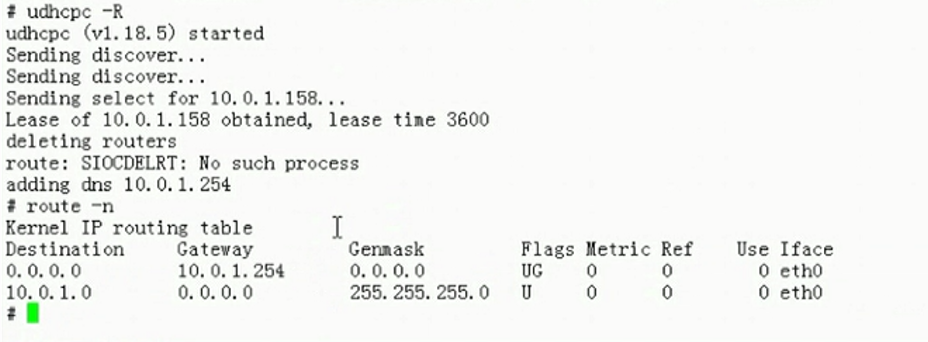 # udhcpc -R
udhcpc (v1.18.5) started
Sending discover...
Sending discover...
Sending select for 10.0.1.158...
Lease of 10.0.1.158 obtained, lease time 3600
deleting routers
route: SIOCDELRT: No such process
adding dns 10.0.1.254
# route -n
Kernel IP routing table
Destination     Gateway         Genmask         Flags Metric Ref    Use Iface
0.0.0.0         10.0.1.254      0.0.0.0         UG    0      0        0 eth0
10.0.1.0        0.0.0.0         255.255.255.0   U     0      0        0 eth0
#